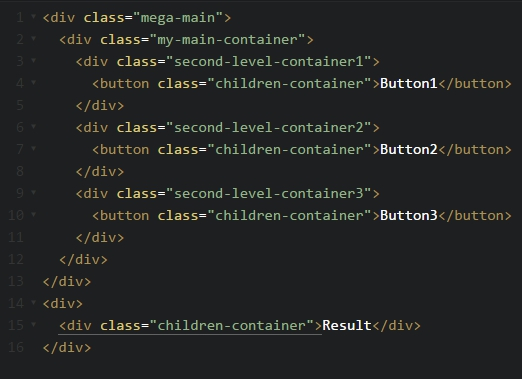 1 <div class="mega-main">
2 <div class="my-main-container">
3 <div class="second-level-container1">
4 <button class="children-container">Button1</button>
5 </div>
6 <div class="second-level-container2">
7 <button class="children-container">Button2</button>
8 </div>
9 <div class="second-level-container3">
10 <button class="children-container">Button3</button>
11 </div>
12 </div>
13 </div>
14 <div>
15 <div class="children-container">Result</div>
16 </div>